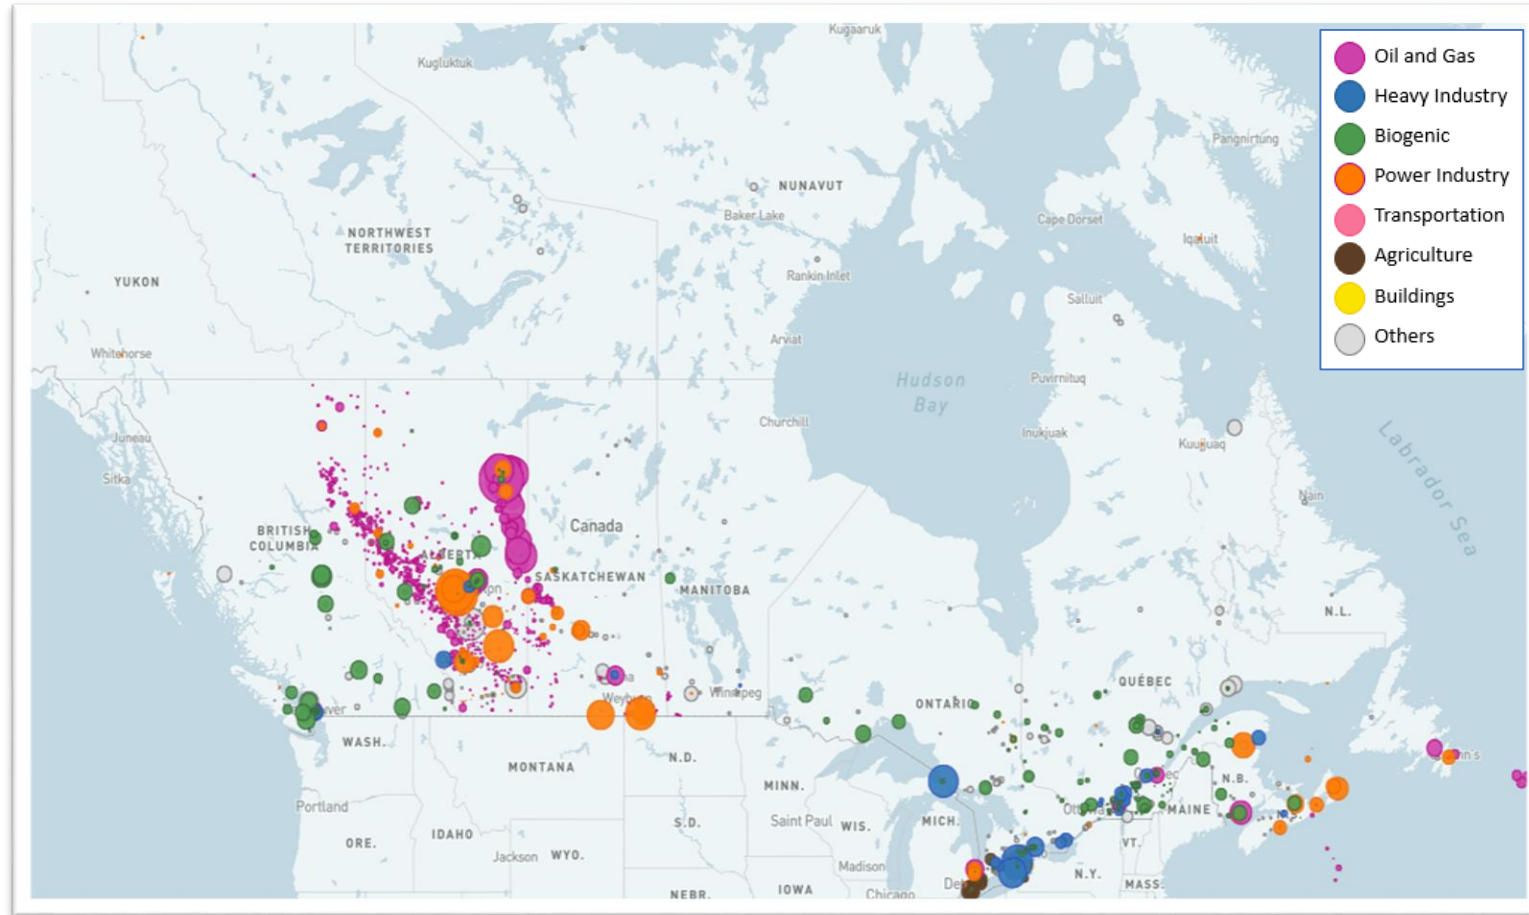 Kugaaruk
Kugluktuk
Oil and Gas
Heavy Industry
Biogenic
Power Industry
Transportation
Agriculture
Buildings
Others
Pangnirtung
NUNAVUT
Baker Lake
Cape Dorset
NORTHWEST
TERRITORIES
Iqaluit
Rankin Inlet
YUKON
Salluit
Arviat
Whitehorse
Hudson
Bay
Puvirnituq
Churchill
Inukjuak
Kuujjuaq
Labrador Sea
Juneau
Sitka
Nain
Canada
BRITISH
COLUMBIA
ALBERTA
SASKATCHEWAN
MANITOBA
N.L.
QUÉBEC
Weyburn
Winnipeg
ONTARIO
WASH.
MONTANA
N.D.
N.B.
MINN.
MAINE
Portland
S.D.
Saint Paul
WIS.
MICH.
ORE.
IDAHO
VT.
Jackson
WYO.
Madison
N.Y.
MASS.
NEBR.
IOWA
Chicago